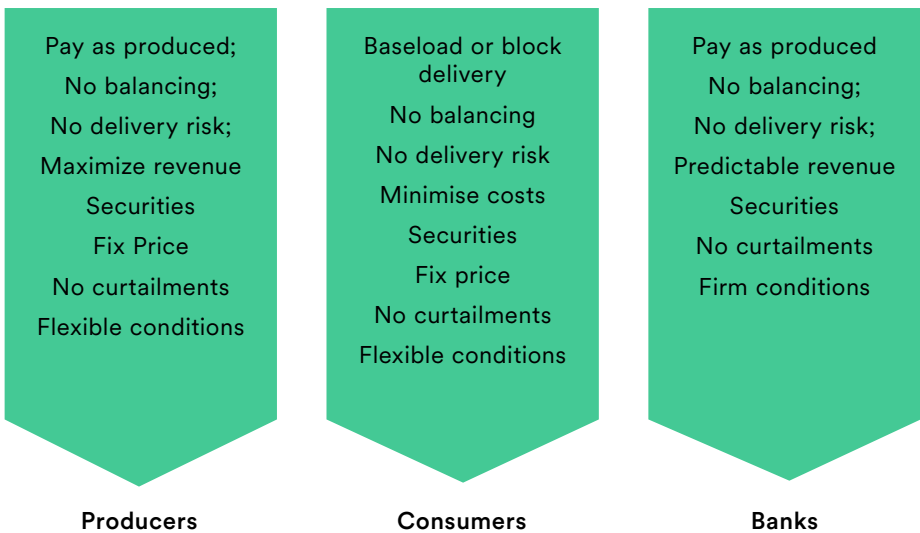 Pay as produced;
No balancing;
No delivery risk;
Maximize revenue
Securities
Fix Price
No curtailments
Flexible conditions
Producers
Baseload or block
delivery
No balancing
No delivery risk
Minimise costs
Securities
Fix price
No curtailments
Flexible conditions
Consumers
Pay as produced
No balancing;
No delivery risk;
Predictable revenue
Securities
No curtailments
Firm conditions
Banks